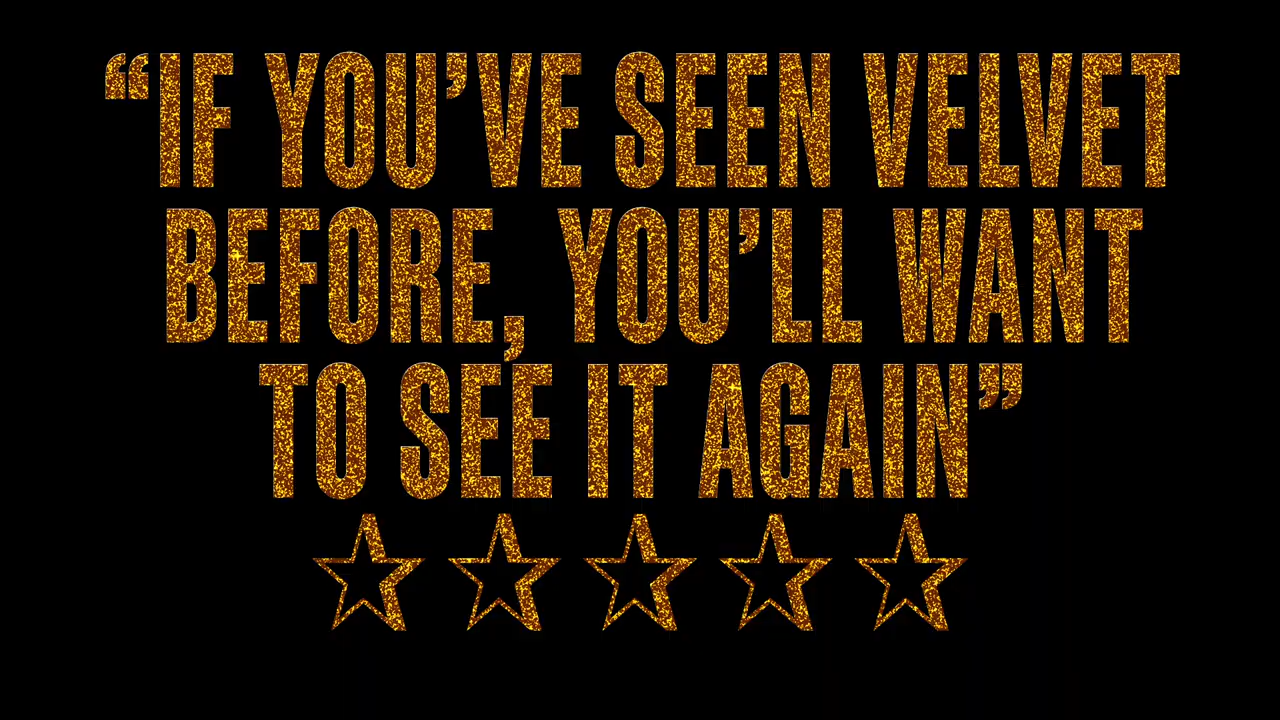 “IF YOU’VE SEEN VELVET
BEFORE, YOU’LL WANT
TO SEE IT AGAIN”